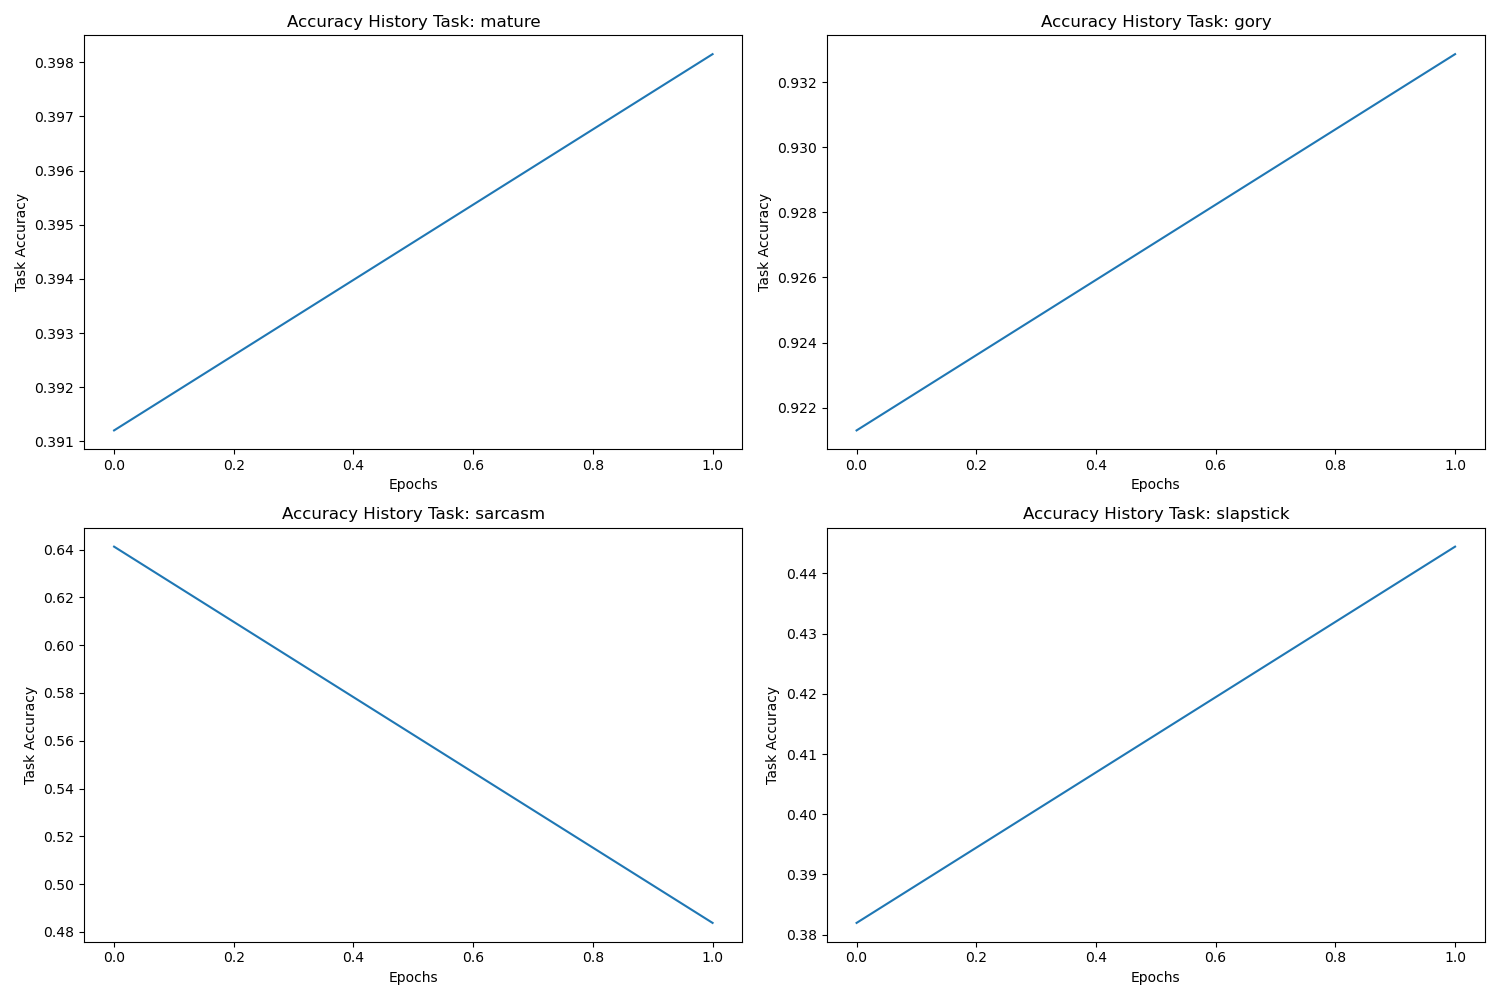 Accuracy History Task: mature
Task Accuracy
0.398
0.397
0.396
0.395
0.394
0.393
0.392
0.391
0.0 0.2 0.4 0.6 0.8 1.0
Epochs
Accuracy History Task: gory
Task Accuracy
0.932
0.930
0.928
0.926
0.924
0.922
0.0 0.2 0.4 0.6 0.8 1.0
Epochs
Accuracy History Task: sarcasm
Task Accuracy
0.64
0.62
0.60
0.58
0.56
0.54
0.52
0.50
0.48
0.0 0.2 0.4 0.6 0.8 1.0
Epochs
Accuracy History Task: slapstick
Task Accuracy
0.44
0.43
0.42
0.41
0.40
0.39
0.38
0.0 0.2 0.4 0.6 0.8 1.0
Epochs